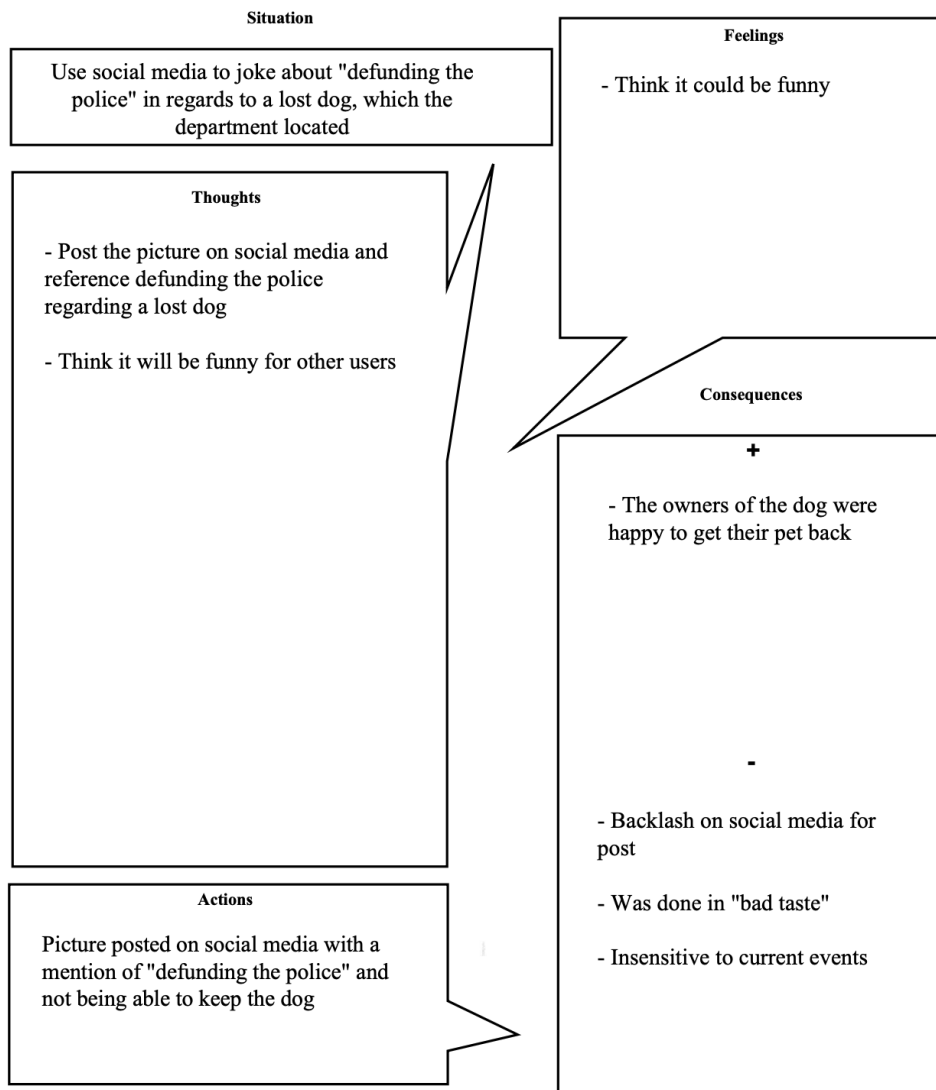 Situation
Use social media to joke about "defunding the
police" in regards to a lost dog, which the
department located
Feelings
- Think it could be funny
Thoughts
- Post the picture on social media and
reference defunding the police
regarding a lost dog
- Think it will be funny for other users
Consequences
+
- The owners of the dog were
happy to get their pet back
-
- Backlash on social media for
post
- Was done in "bad taste"
- Insensitive to current events
Actions
Picture posted on social media with a
mention of "defunding the police" and
not being able to keep the dog